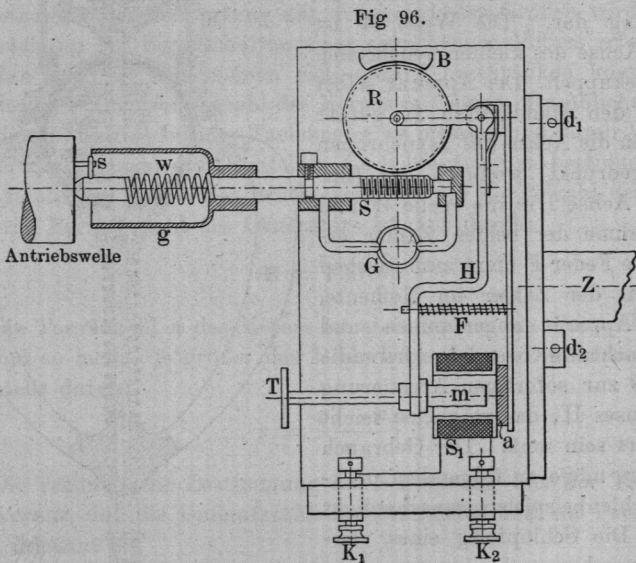 Fig 96.
B
R
d₁
s
w
S
g
Antriebswelle
G
H
Z
F
d₂
T
m
S₁
a
K₁
K₂